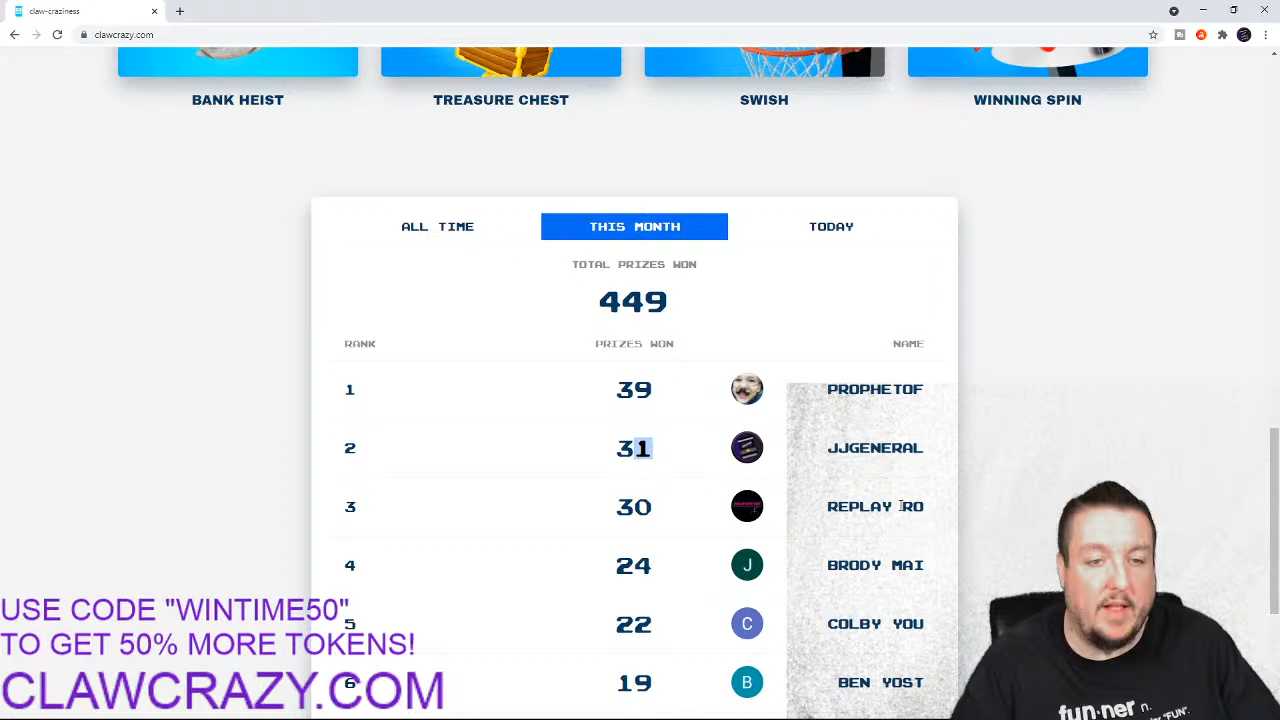 claw-craziness
clawcrazy.com
BANK HEIST TREASURE CHEST SWISH WINNING SPIN
ALL TIME THIS MONTH TODAY
TOTAL PRIZES WON
449
RANK PRIZES WON NAME
1 39 PROPHETOF
2 31 JJGENERAL
3 30 REPLAY RO
4 24 J BRODY MAI
5 22 C COLBY YOU
6 19 B BEN YOST
USE CODE "WINTIME50"
TO GET 50% MORE TOKENS!
CLAWCRAZY.COM
fun·ner n.
"FUN".